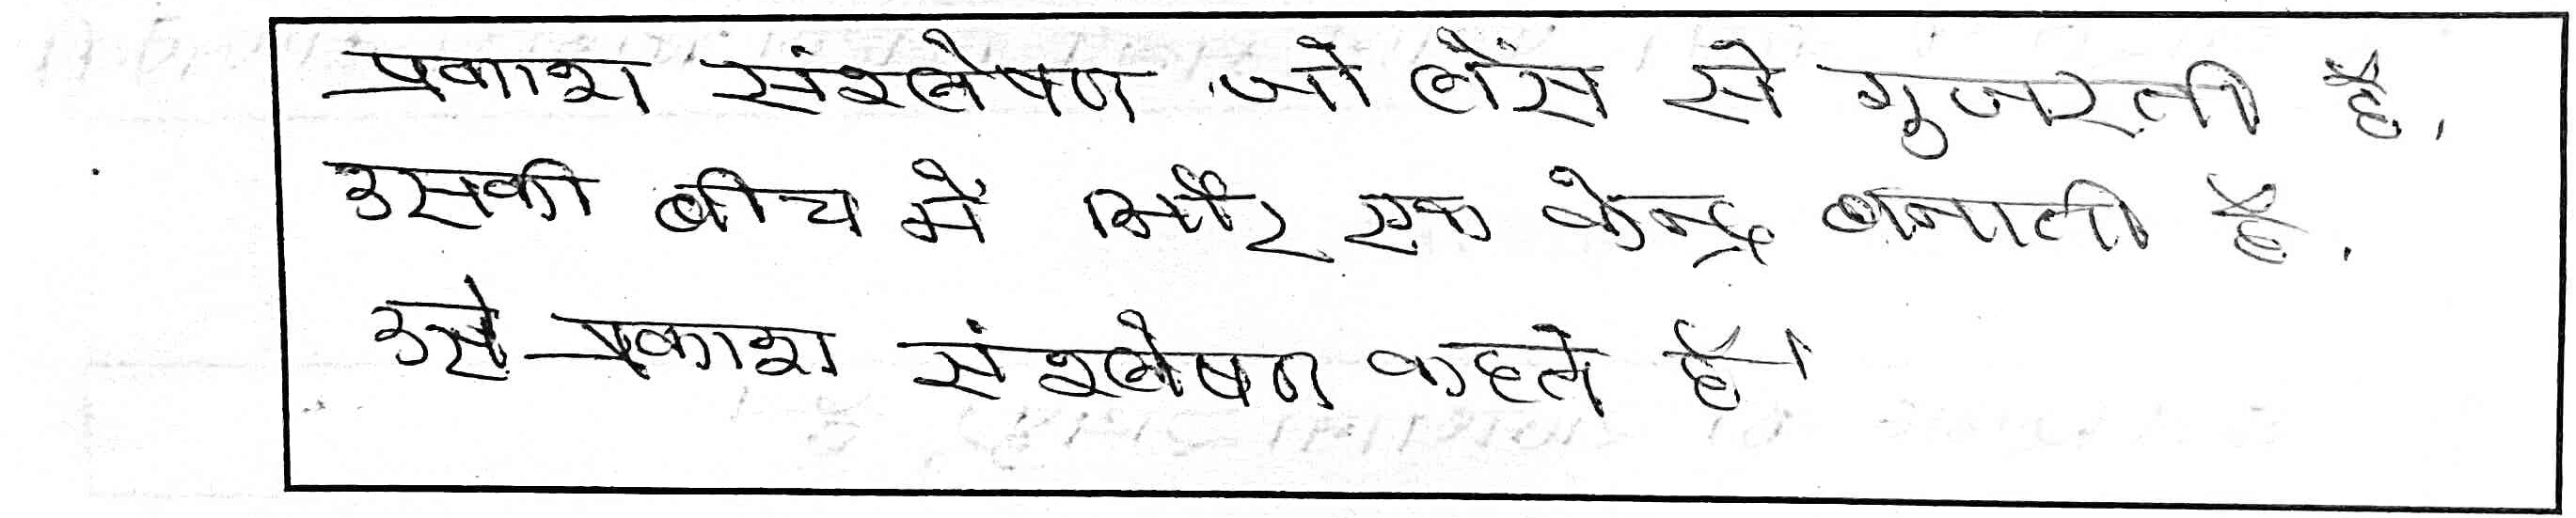 प्रकाश संश्लेषण जो लेंस से गुजरती है,
उसकी बीच में और एक केन्द्र बनाती है,
उसे प्रकाश संश्लेषण कहते हैं।